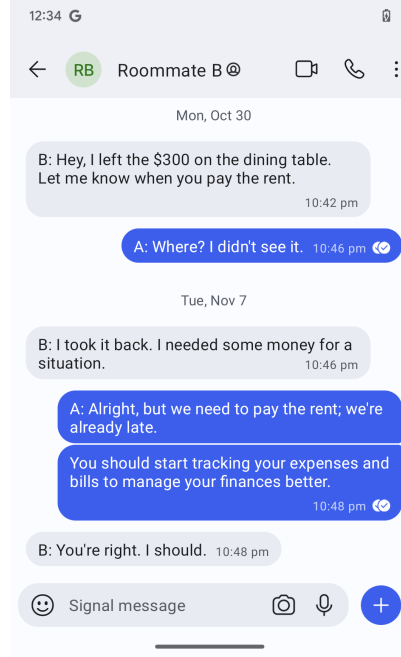 12:34 G
RB Roommate B
Mon, Oct 30
B: Hey, I left the $300 on the dining table.
Let me know when you pay the rent.
10:42 pm
A: Where? I didn't see it. 10:46 pm
Tue, Nov 7
B: I took it back. I needed some money for a
situation. 10:46 pm
A: Alright, but we need to pay the rent; we're
already late.
You should start tracking your expenses and
bills to manage your finances better.
10:48 pm
B: You're right. I should. 10:48 pm
Signal message